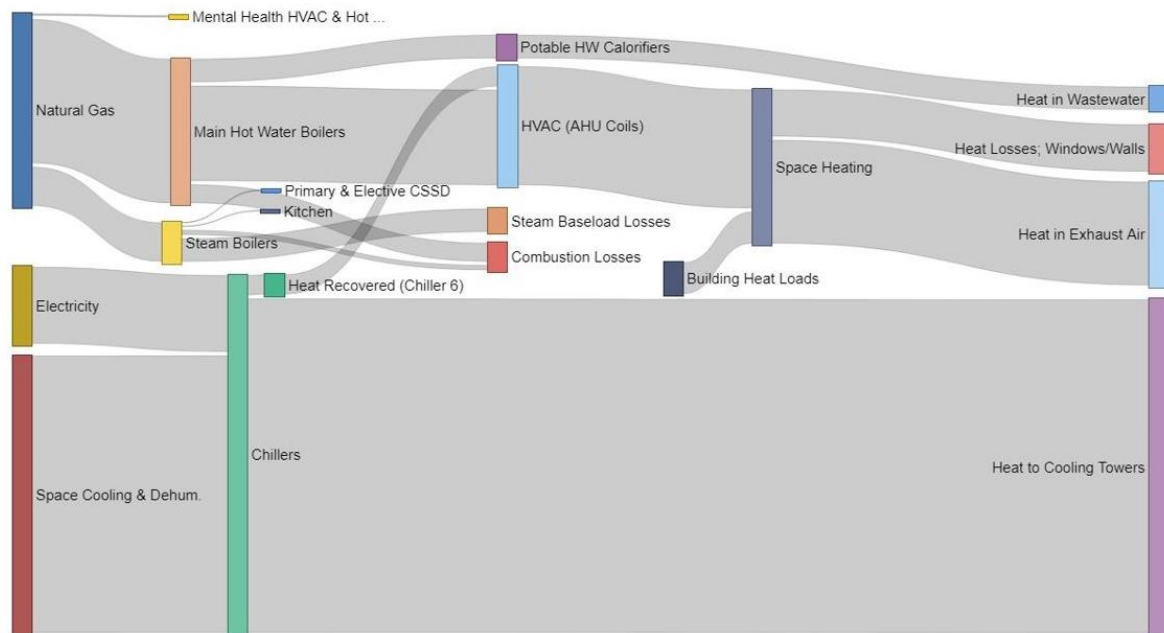 Mental Health HVAC & Hot ...
Potable HW Calorifiers
Natural Gas
Main Hot Water Boilers
HVAC (AHU Coils)
Heat in Wastewater
Heat Losses; Windows/Walls
Space Heating
Primary & Elective CSSD
Kitchen
Steam Boilers
Steam Baseload Losses
Combustion Losses
Heat in Exhaust Air
Building Heat Loads
Heat Recovered (Chiller 6)
Electricity
Chillers
Space Cooling & Dehum.
Heat to Cooling Towers